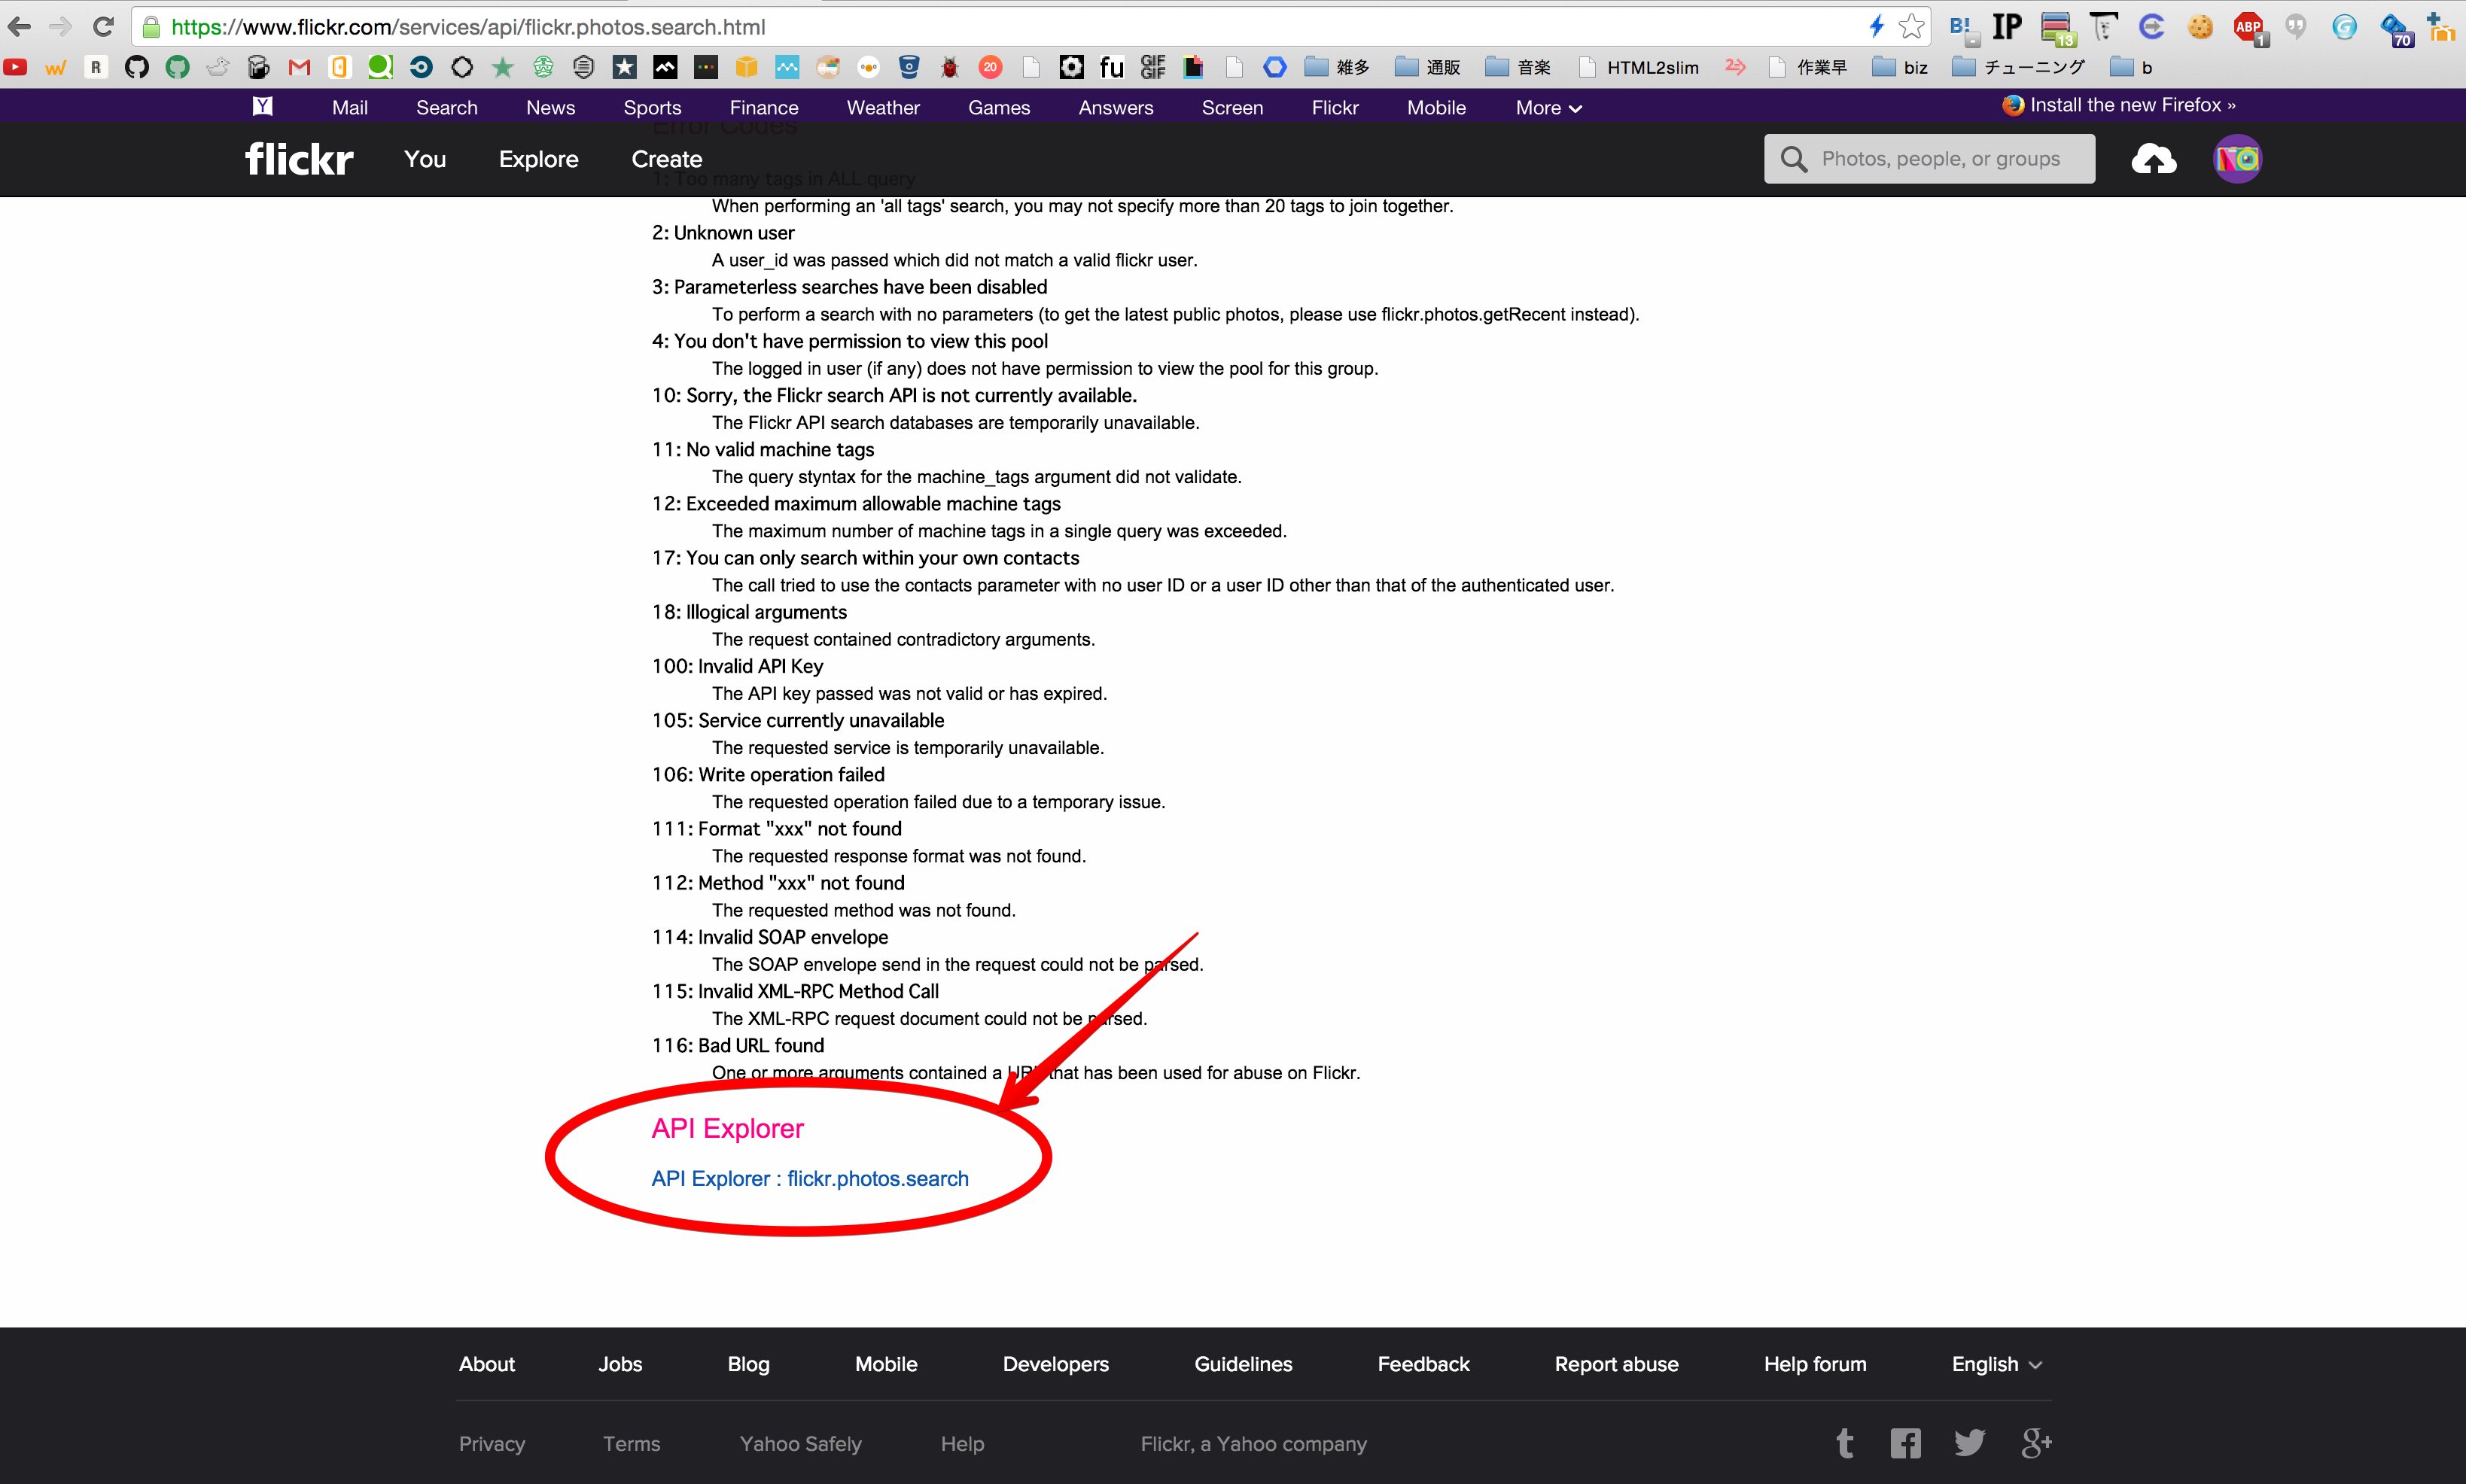 https://www.flickr.com/services/api/flickr.photos.search.html
B! IP 13 ABP 1 70
R 20 fu GIF GIF 雑多 通販 音楽 HTML2slim 作業早 biz チューニング b
Y Mail Search News Sports Finance Weather Games Answers Screen Flickr Mobile More Install the new Firefox »
Error Codes
flickr You Explore Create Photos, people, or groups
1: Too many tags in ALL query
When performing an 'all tags' search, you may not specify more than 20 tags to join together.
2: Unknown user
A user_id was passed which did not match a valid flickr user.
3: Parameterless searches have been disabled
To perform a search with no parameters (to get the latest public photos, please use flickr.photos.getRecent instead).
4: You don't have permission to view this pool
The logged in user (if any) does not have permission to view the pool for this group.
10: Sorry, the Flickr search API is not currently available.
The Flickr API search databases are temporarily unavailable.
11: No valid machine tags
The query styntax for the machine_tags argument did not validate.
12: Exceeded maximum allowable machine tags
The maximum number of machine tags in a single query was exceeded.
17: You can only search within your own contacts
The call tried to use the contacts parameter with no user ID or a user ID other than that of the authenticated user.
18: Illogical arguments
The request contained contradictory arguments.
100: Invalid API Key
The API key passed was not valid or has expired.
105: Service currently unavailable
The requested service is temporarily unavailable.
106: Write operation failed
The requested operation failed due to a temporary issue.
111: Format "xxx" not found
The requested response format was not found.
112: Method "xxx" not found
The requested method was not found.
114: Invalid SOAP envelope
The SOAP envelope send in the request could not be parsed.
115: Invalid XML-RPC Method Call
The XML-RPC request document could not be parsed.
116: Bad URL found
One or more arguments contained a URL that has been used for abuse on Flickr.
API Explorer
API Explorer : flickr.photos.search
About Jobs Blog Mobile Developers Guidelines Feedback Report abuse Help forum English
Privacy Terms Yahoo Safely Help Flickr, a Yahoo company